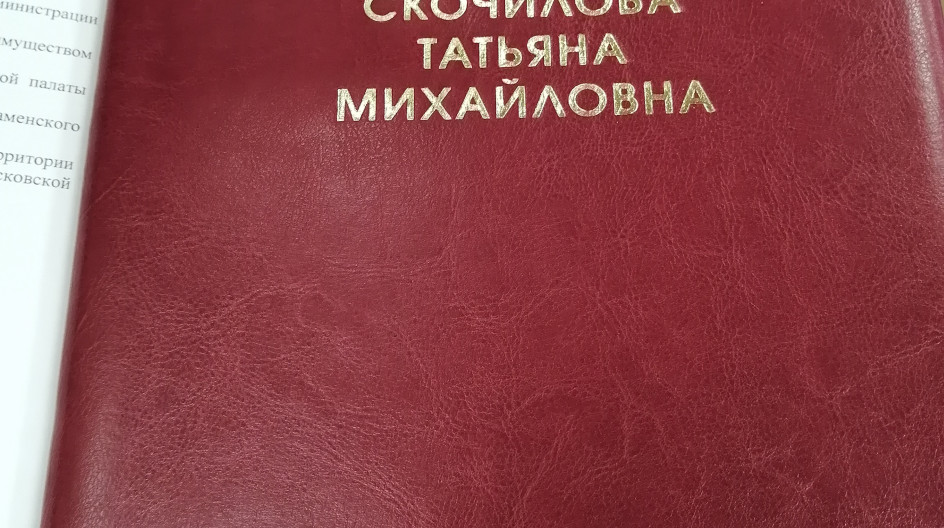 министрации
имуществом
ой палаты
аменского
рритории
сковской
СКОЧИЛОВА
ТАТЬЯНА
МИХАЙЛОВНА